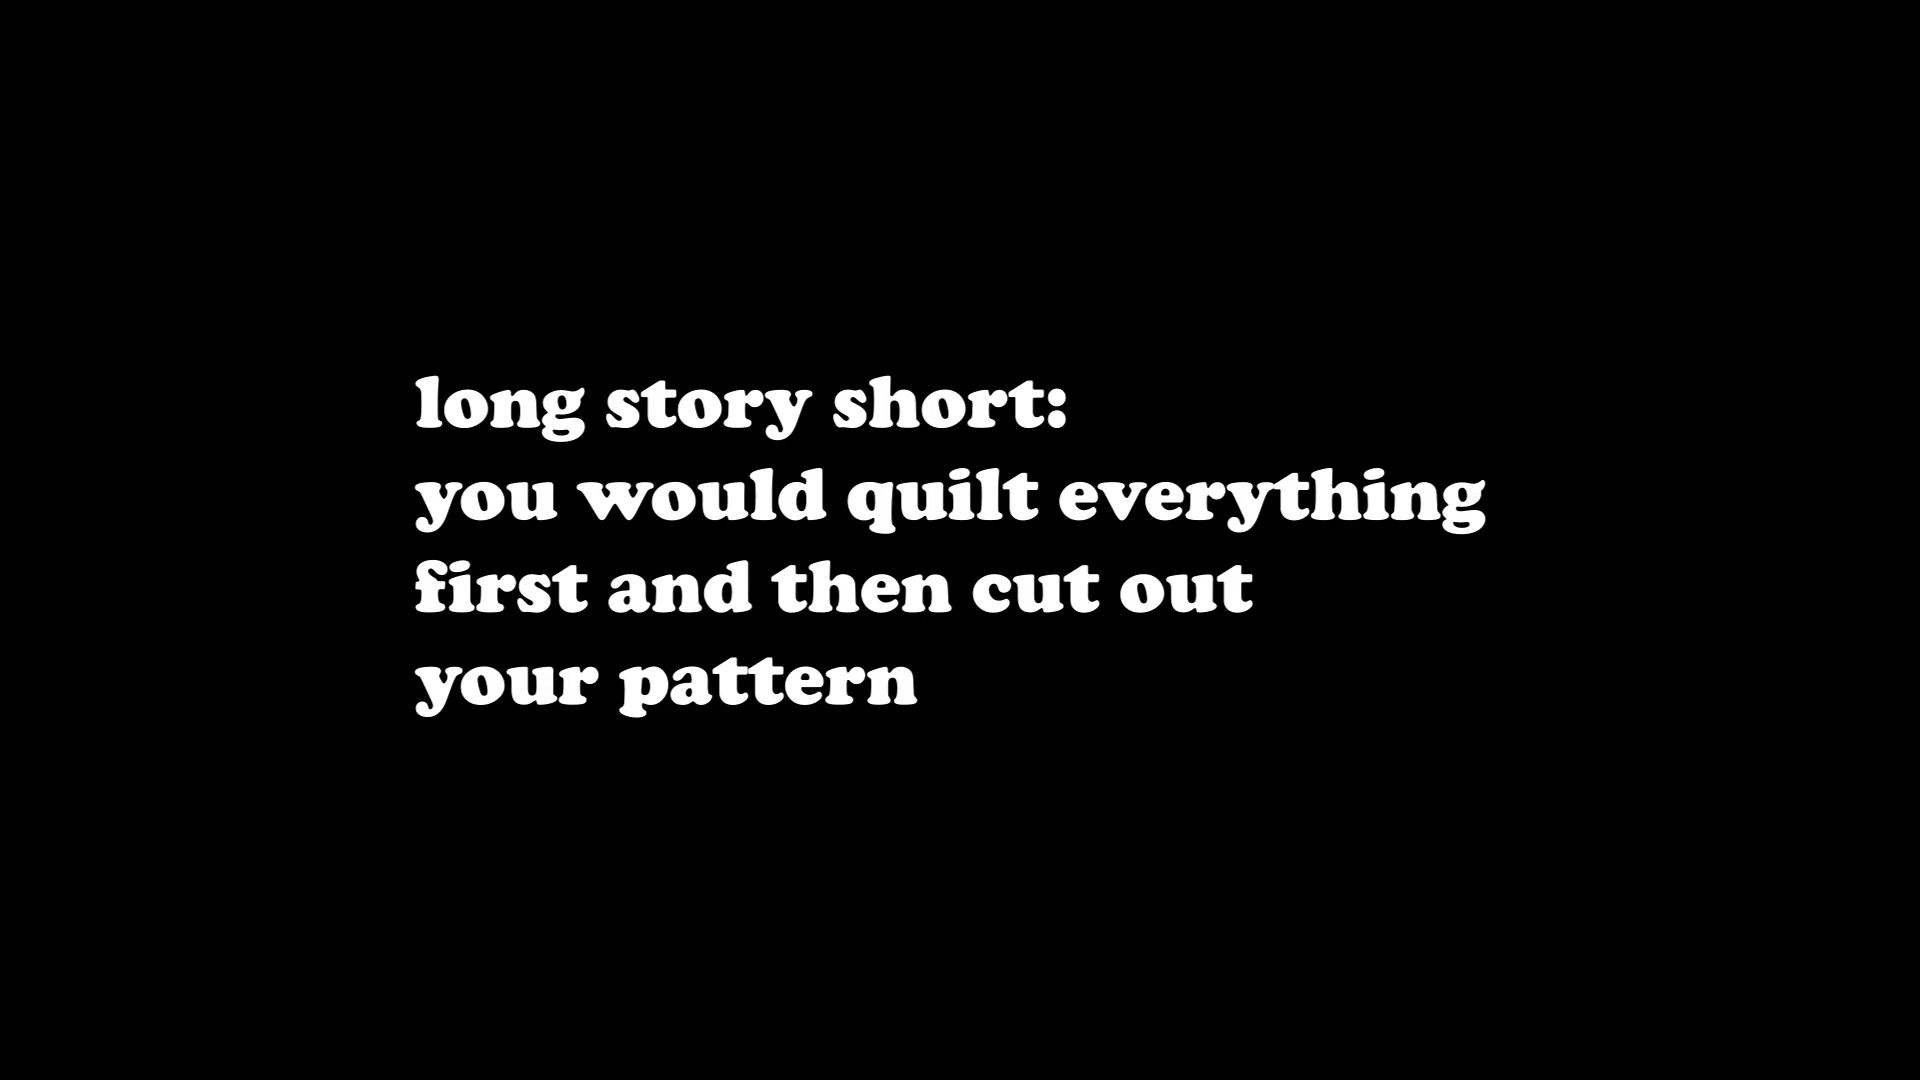 long story short:
you would quilt everything
first and then cut out
your pattern